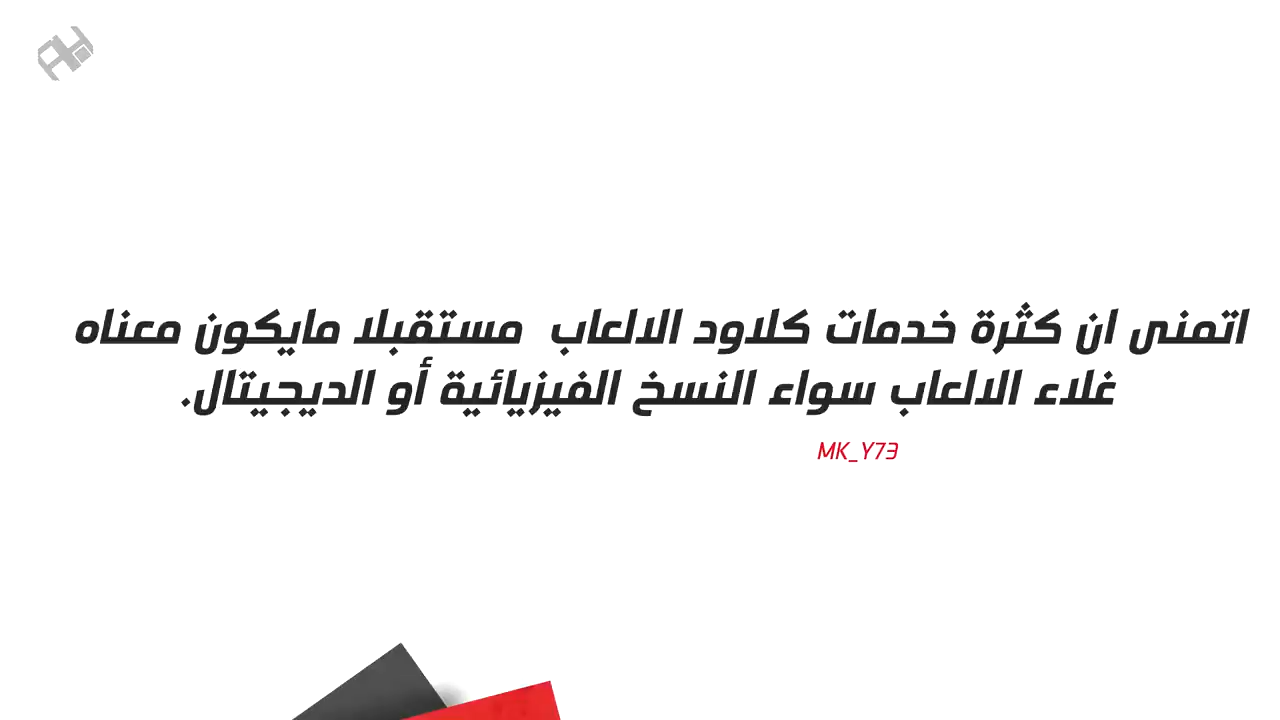 اتمنى ان كثرة خدمات كلاود الالعاب مستقبلا مايكون معناه
غلاء الالعاب سواء النسخ الفيزيائية أو الديجيتال.
MK_Y73